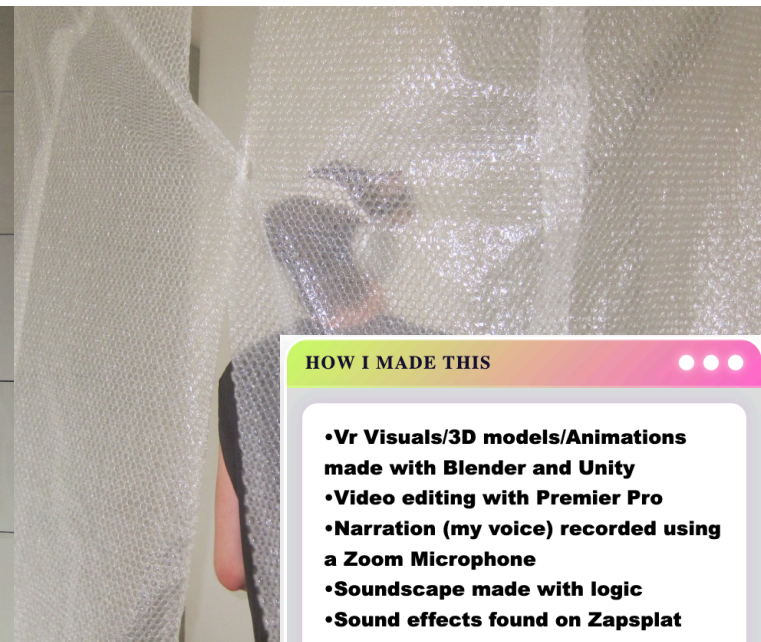 HOW I MADE THIS
•Vr Visuals/3D models/Animations
made with Blender and Unity
•Video editing with Premier Pro
•Narration (my voice) recorded using
a Zoom Microphone
•Soundscape made with logic
•Sound effects found on Zapsplat